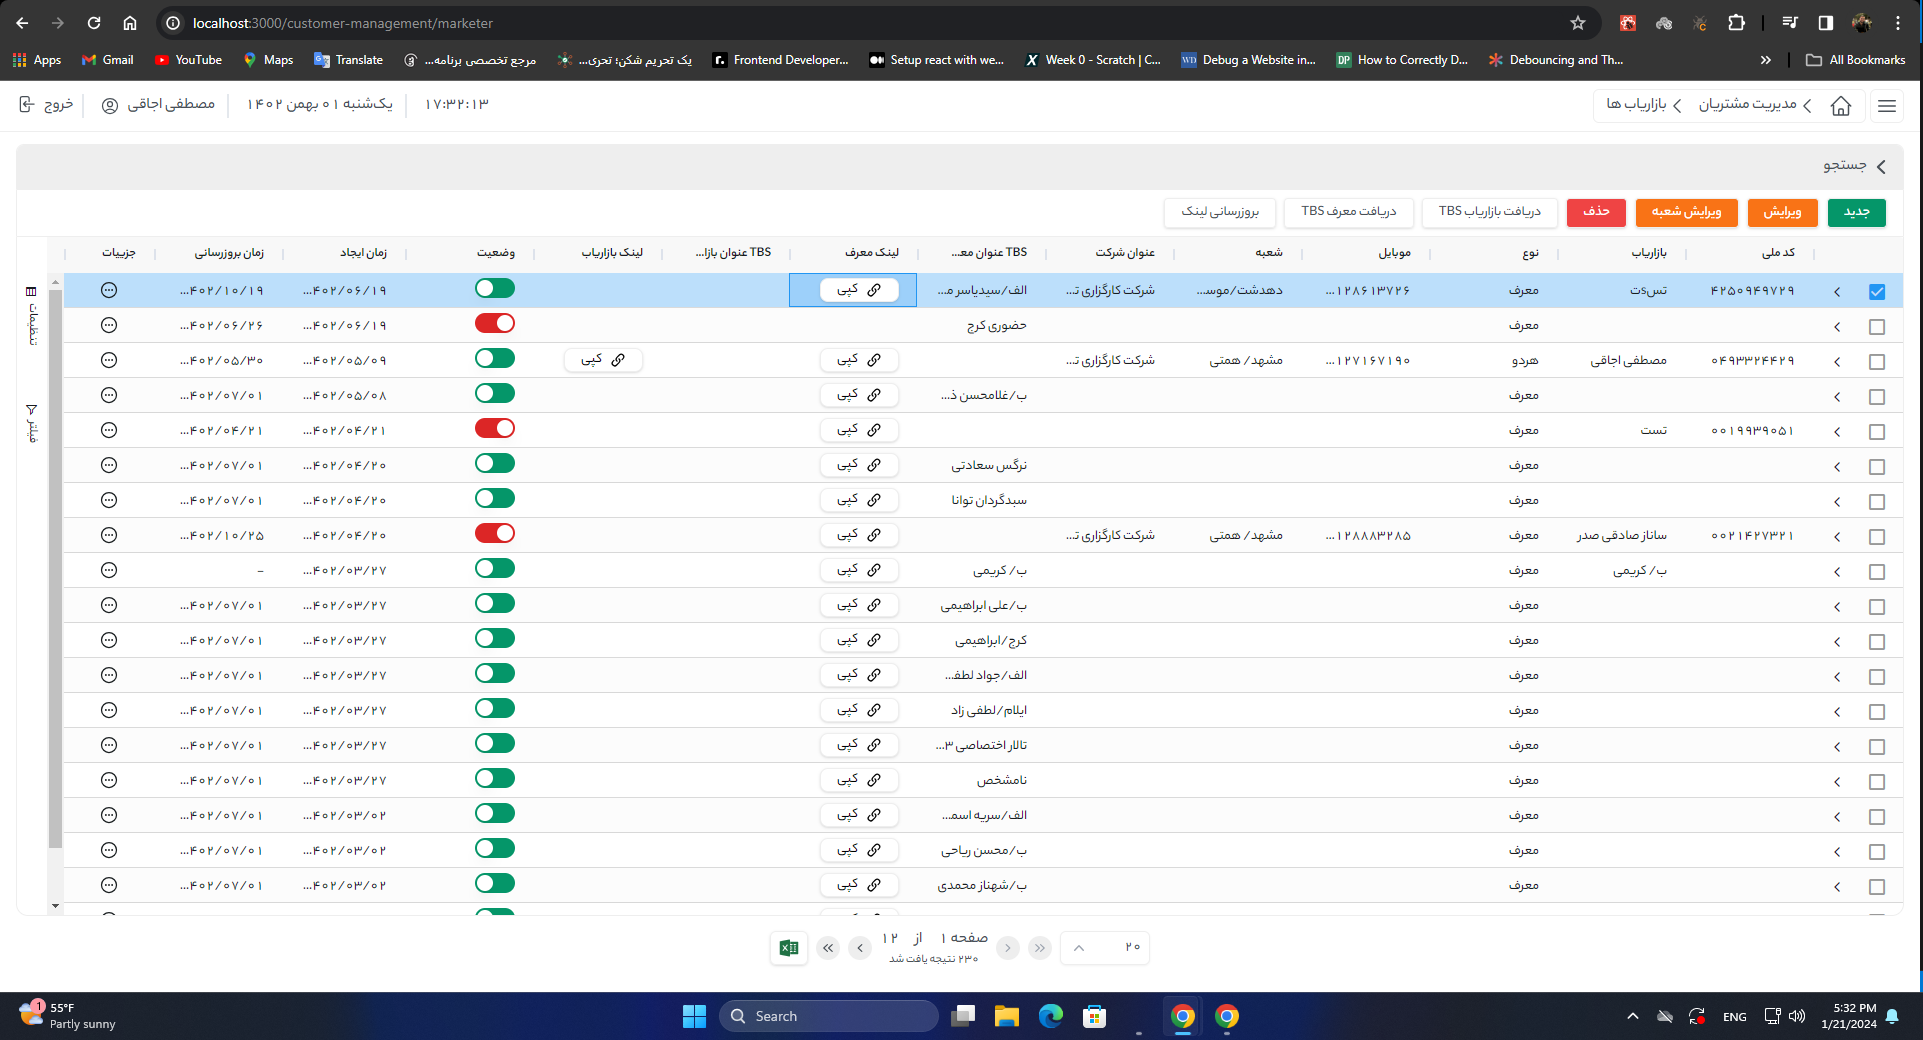 localhost:3000/customer-management/marketer
Apps Gmail YouTube Maps Translate مرجع تخصصی برنامه... یک تحریم شکن؛ تحری... Frontend Developer... Setup react with we... Week 0 - Scratch | C... Debug a Website in... How to Correctly D... Debouncing and Th... All Bookmarks
مدیریت مشتریان بازاریاب ها ۱۷:۳۲:۱۳ یکشنبه ۰۱ بهمن ۱۴۰۲ مصطفی اجاقی خروج
جستجو
جدید ویرایش ویرایش شعبه حذف دریافت بازاریاب TBS دریافت معرف TBS بروزرسانی لینک
کد ملی بازاریاب نوع موبایل شعبه عنوان شرکت TBS عنوان مع... لینک معرف TBS عنوان بازا... لینک بازاریاب وضعیت زمان ایجاد زمان بروزرسانی جزییات
۴۲۵۰۹۴۹۷۲۹ تسsت معرف ۱۲۸۶۱۳۷۲۶... دهدشت/موس... شرکت کارگزاری ت... الف/سیدیاسر م... کپی ۴۰۲/۰۶/۱۹... ۴۰۲/۱۰/۱۹...
معرف حضوری کرج ۴۰۲/۰۶/۱۹... ۴۰۲/۰۶/۲۶...
۰۴۹۳۳۲۴۴۲۹ مصطفی اجاقی هردو ۱۲۷۱۶۷۱۹۰... مشهد/ همتی شرکت کارگزاری ت... کپی کپی ۴۰۲/۰۵/۰۹... ۴۰۲/۰۵/۳۰...
معرف ب/غلامحسن ذ... کپی ۴۰۲/۰۵/۰۸... ۴۰۲/۰۷/۰۱...
۰۰۱۹۹۳۹۰۵۱ تست معرف کپی ۴۰۲/۰۴/۲۱... ۴۰۲/۰۴/۲۱...
معرف نرگس سعادتی کپی ۴۰۲/۰۴/۲۰... ۴۰۲/۰۷/۰۱...
معرف سبدگردان توانا کپی ۴۰۲/۰۴/۲۰... ۴۰۲/۰۷/۰۱...
۰۰۲۱۴۲۷۳۲۱ ساناز صادقی صدر معرف ۱۲۸۸۸۳۲۸۵... مشهد/ همتی شرکت کارگزاری ت... کپی ۴۰۲/۰۴/۲۰... ۴۰۲/۱۰/۲۵...
ب/ کریمی معرف ب/ کریمی کپی ۴۰۲/۰۳/۲۷... -
معرف ب/علی ابراهیمی کپی ۴۰۲/۰۳/۲۷... ۴۰۲/۰۷/۰۱...
معرف کرج/ابراهیمی کپی ۴۰۲/۰۳/۲۷... ۴۰۲/۰۷/۰۱...
معرف الف/جواد لطف... کپی ۴۰۲/۰۳/۲۷... ۴۰۲/۰۷/۰۱...
معرف ایلام/لطفی زاد کپی ۴۰۲/۰۳/۲۷... ۴۰۲/۰۷/۰۱...
معرف تالار اختصاصی ۳... کپی ۴۰۲/۰۳/۲۷... ۴۰۲/۰۷/۰۱...
معرف نامشخص کپی ۴۰۲/۰۳/۲۷... ۴۰۲/۰۷/۰۱...
معرف الف/سریه اسم... کپی ۴۰۲/۰۳/۰۲... ۴۰۲/۰۷/۰۱...
معرف ب/محسن ریاحی کپی ۴۰۲/۰۳/۰۲... ۴۰۲/۰۷/۰۱...
معرف ب/شهناز محمدی کپی ۴۰۲/۰۳/۰۲... ۴۰۲/۰۷/۰۱...
تنظیمات
فیلتر
۲۰ صفحه ۱ از ۱۲
۲۳۰ نتیجه یافت شد
1 55°F
Partly sunny
Search
ENG
5:32 PM
1/21/2024